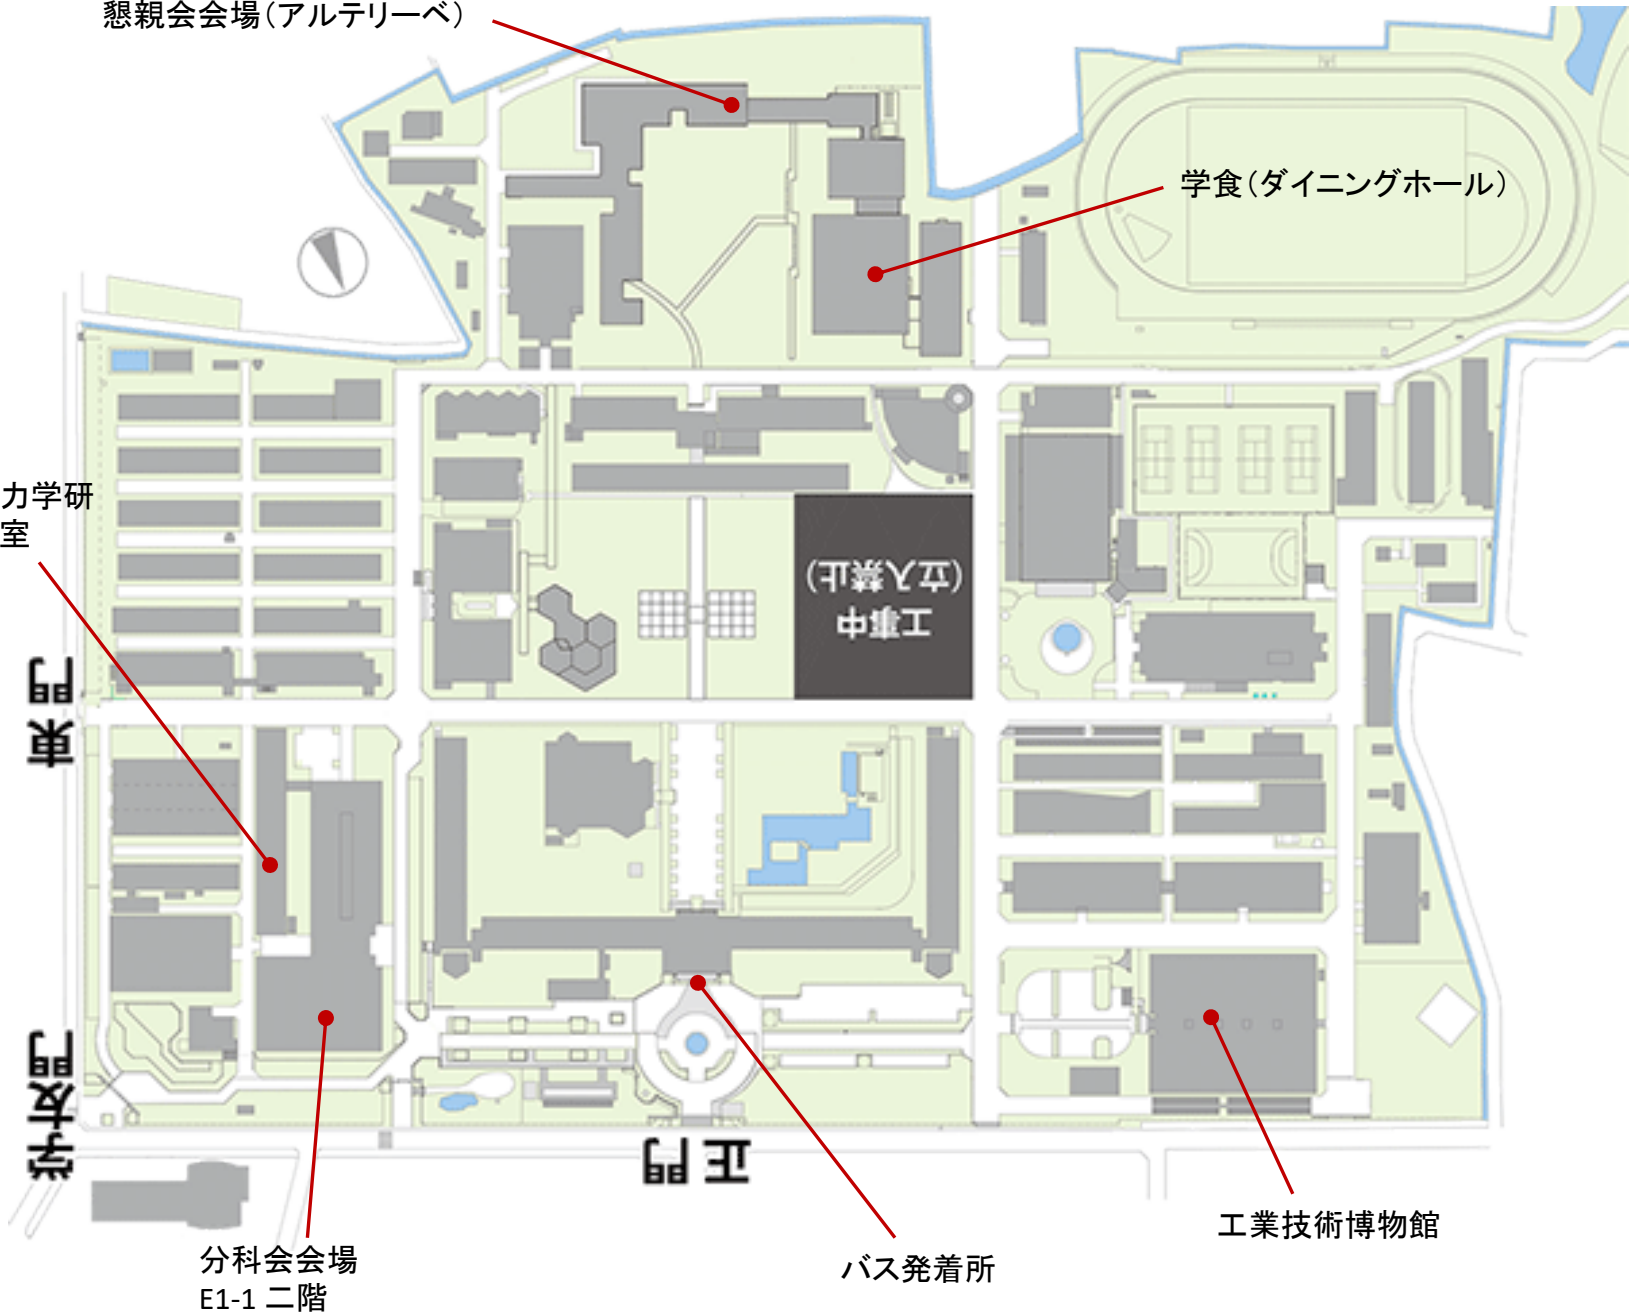 懇親会会場（アルテリーベ）
学食（ダイニングホール）
力学研
室
工事中
（立入禁止）
東門
学友門
正門
分科会会場
E1-1 二階
バス発着所
工業技術博物館